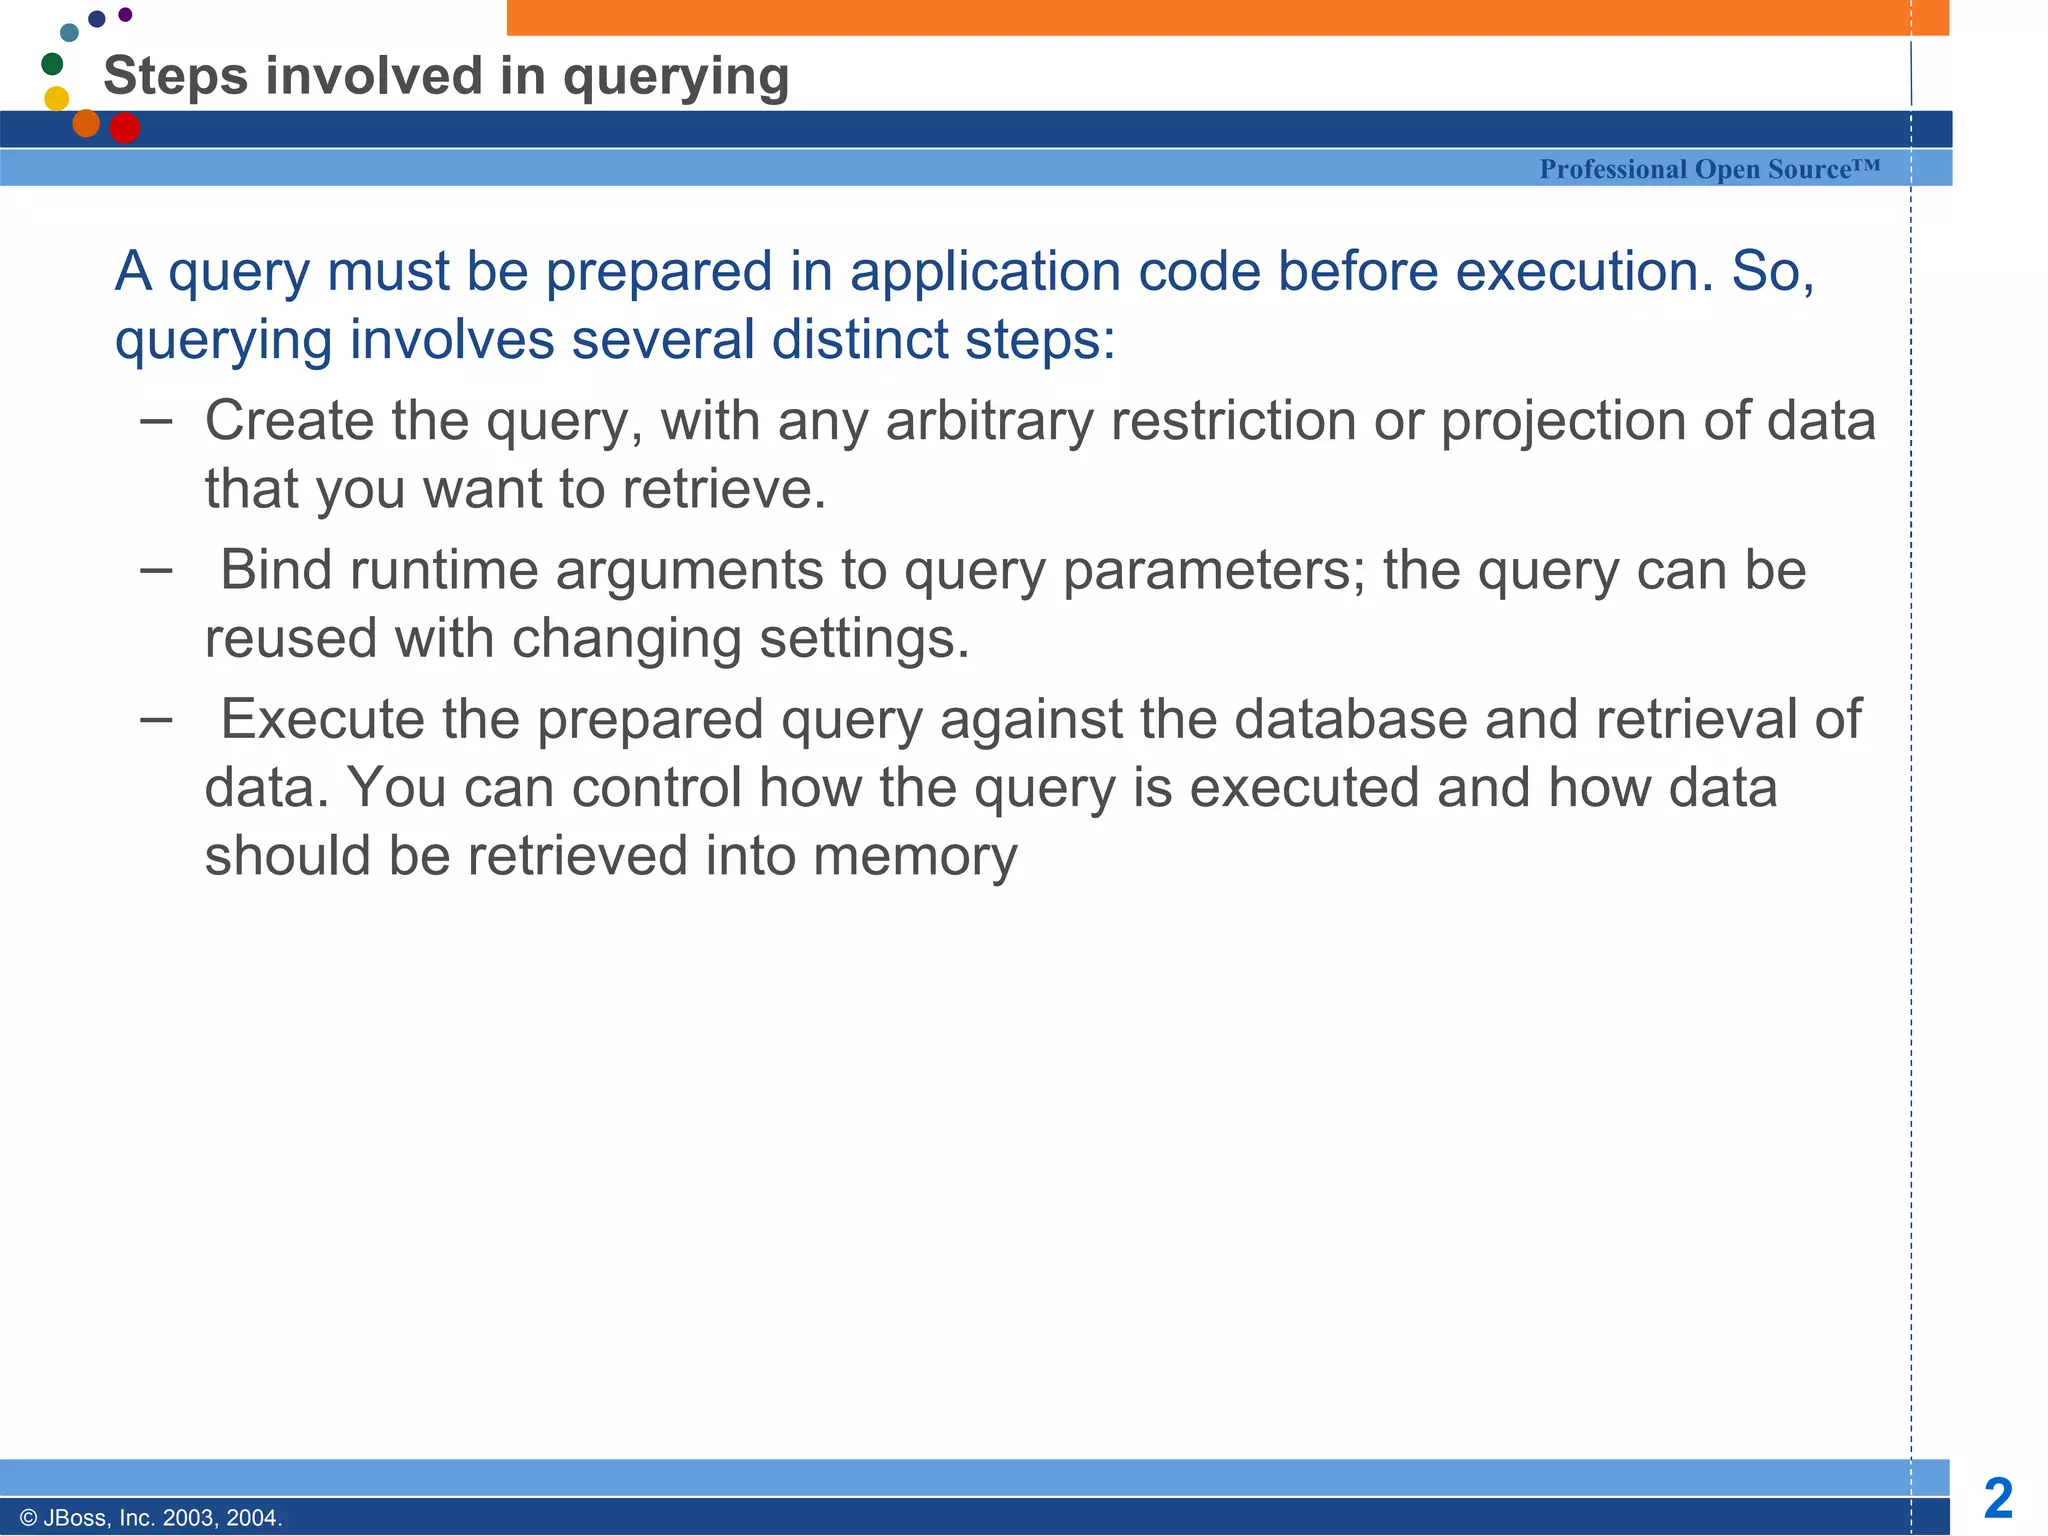 Steps involved in querying
Professional Open Source™
A query must be prepared in application code before execution. So,
querying involves several distinct steps:
– Create the query, with any arbitrary restriction or projection of data
that you want to retrieve.
– Bind runtime arguments to query parameters; the query can be
reused with changing settings.
– Execute the prepared query against the database and retrieval of
data. You can control how the query is executed and how data
should be retrieved into memory
© JBoss, Inc. 2003, 2004.
2